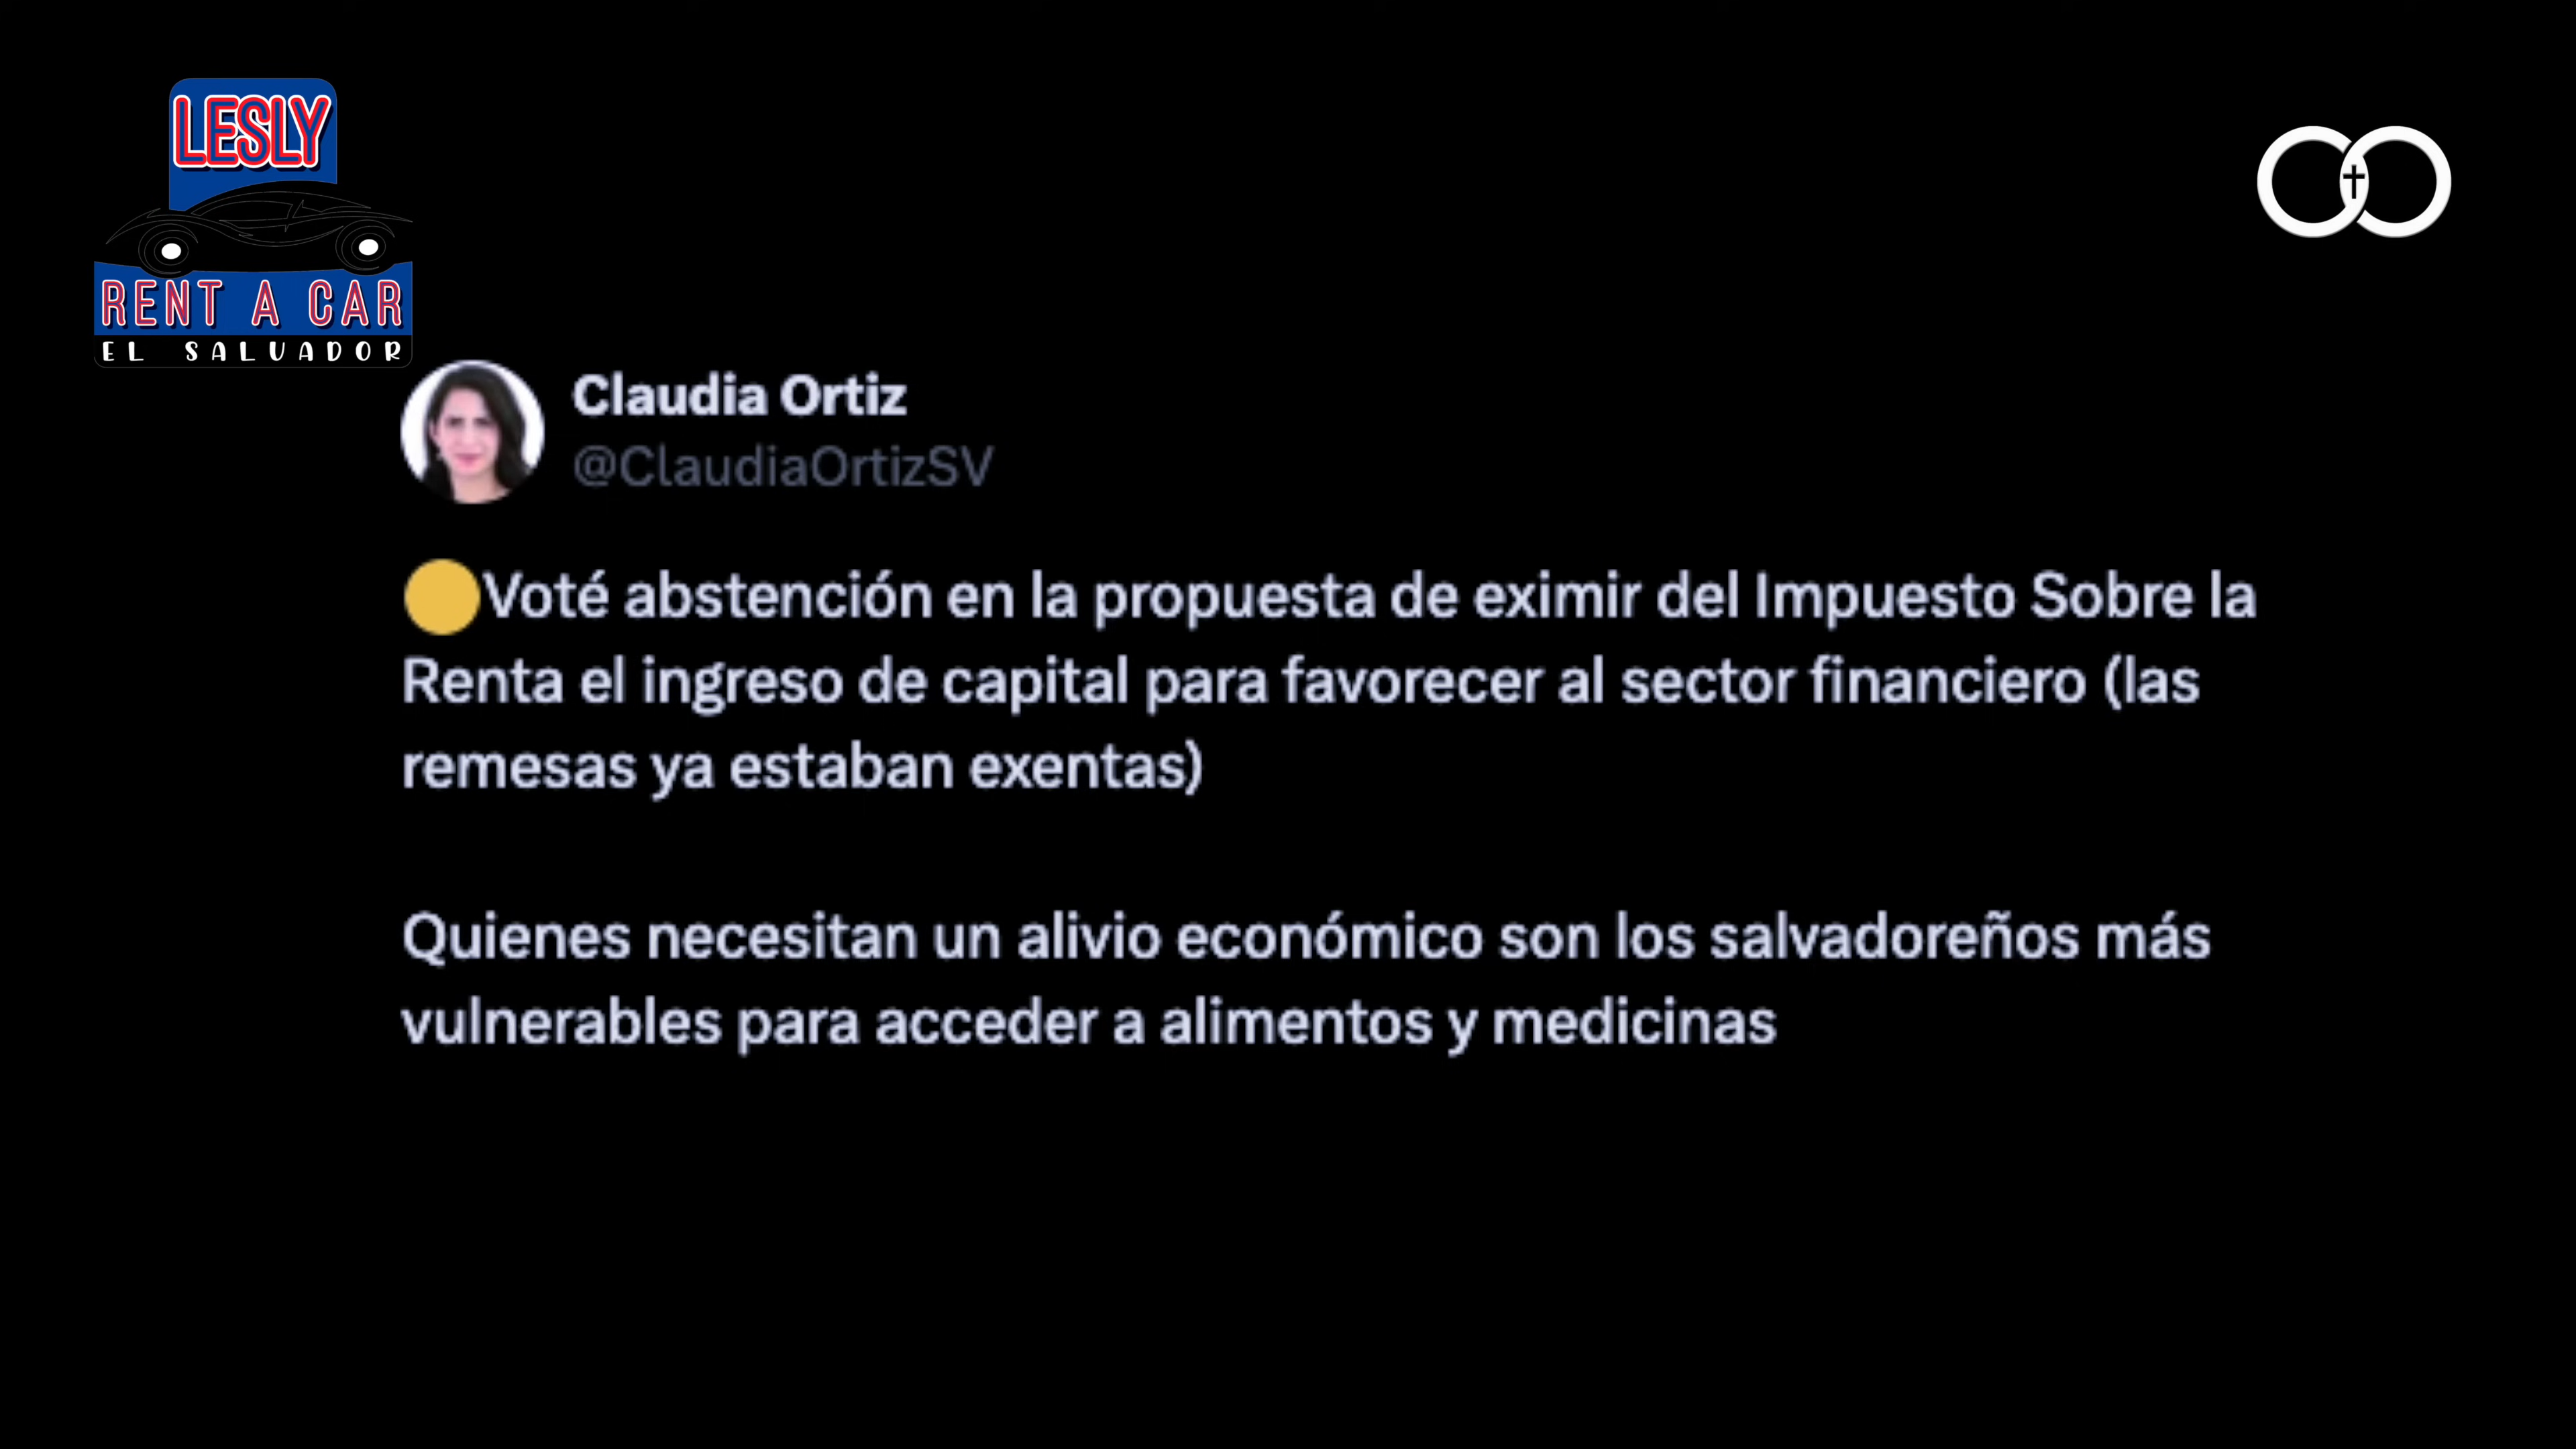 LESLY
RENT A CAR
EL SALVADOR
Claudia Ortiz
@ClaudiaOrtizSV
Voté abstención en la propuesta de eximir del Impuesto Sobre la
Renta el ingreso de capital para favorecer al sector financiero (las
remesas ya estaban exentas)
Quienes necesitan un alivio económico son los salvadoreños más
vulnerables para acceder a alimentos y medicinas